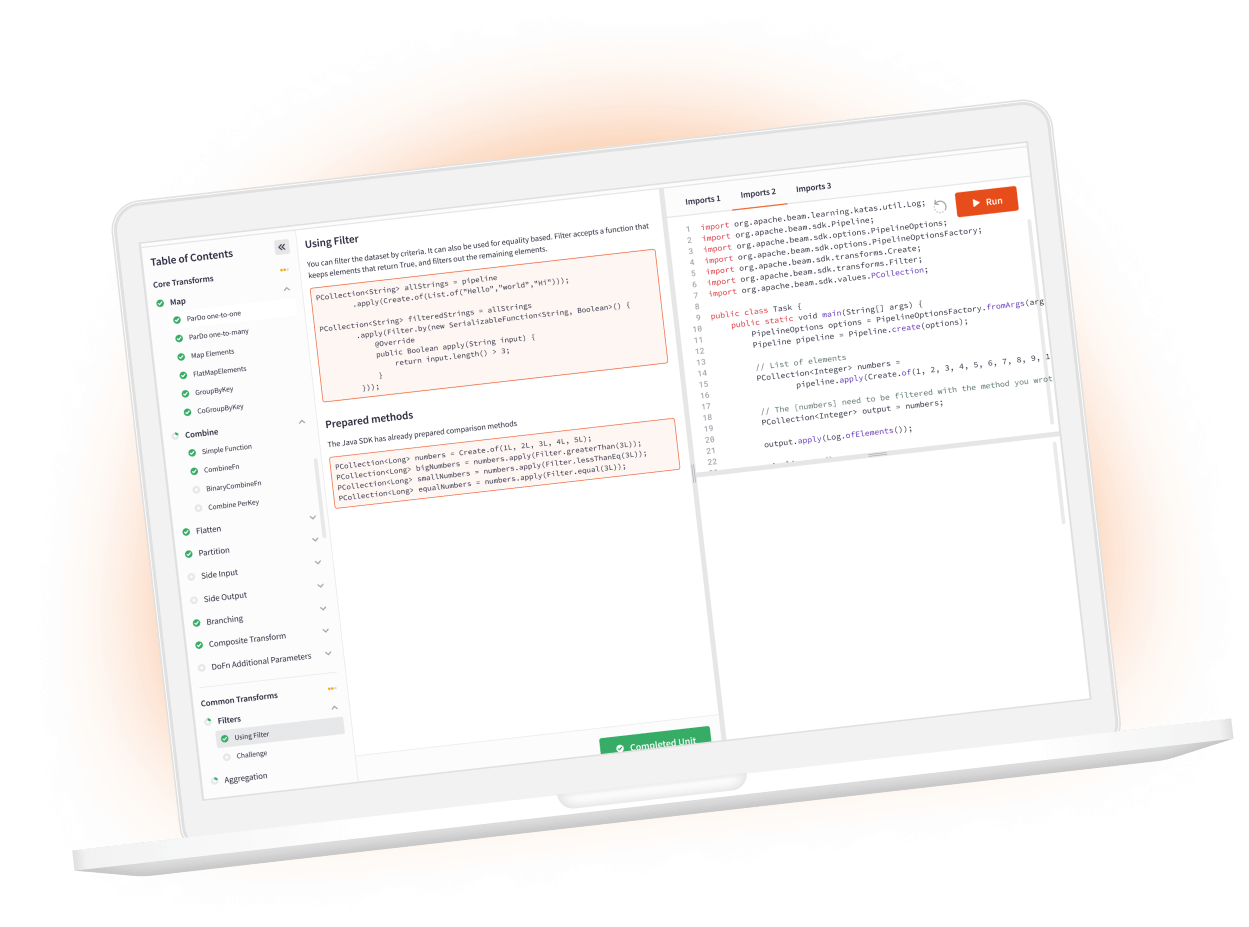 Table of Contents
Core Transforms
Map
ParDo one-to-one
ParDo one-to-many
Map Elements
FlatMapElements
GroupByKey
CoGroupByKey
Combine
Simple Function
CombineFn
BinaryCombineFn
Combine PerKey
Flatten
Partition
Side Input
Side Output
Branching
Composite Transform
DoFn Additional Parameters
Common Transforms
Filters
Using Filter
Challenge
Aggregation
Using Filter
You can filter the dataset by criteria. It can also be used for equality based. Filter accepts a function that
keeps elements that return True, and filters out the remaining elements.
PCollection<String> allStrings = pipeline
.apply(Create.of(List.of("Hello","world","Hi")));
PCollection<String> filteredStrings = allStrings
.apply(Filter.by(new SerializableFunction<String, Boolean>() {
@Override
public Boolean apply(String input) {
return input.length() > 3;
}
}));
Prepared methods
The Java SDK has already prepared comparison methods
PCollection<Long> numbers = Create.of(1L, 2L, 3L, 4L, 5L);
PCollection<Long> bigNumbers = numbers.apply(Filter.greaterThan(3L));
PCollection<Long> smallNumbers = numbers.apply(Filter.lessThanEq(3L));
PCollection<Long> equalNumbers = numbers.apply(Filter.equal(3L));
Completed Unit
Imports 1 Imports 2 Imports 3
Run
1 import org.apache.beam.learning.katas.util.Log;
2 import org.apache.beam.sdk.Pipeline;
3 import org.apache.beam.sdk.options.PipelineOptions;
4 import org.apache.beam.sdk.options.PipelineOptionsFactory;
5 import org.apache.beam.sdk.transforms.Create;
6 import org.apache.beam.sdk.transforms.Filter;
7 import org.apache.beam.sdk.values.PCollection;
8
9 public class Task {
10 public static void main(String[] args) {
11 PipelineOptions options = PipelineOptionsFactory.fromArgs(arg
12 Pipeline pipeline = Pipeline.create(options);
13
14 // List of elements
15 PCollection<Integer> numbers =
16 pipeline.apply(Create.of(1, 2, 3, 4, 5, 6, 7, 8, 9, 1
17
18 // The [numbers] need to be filtered with the method you wrot
19 PCollection<Integer> output = numbers;
20
21 output.apply(Log.ofElements());
22